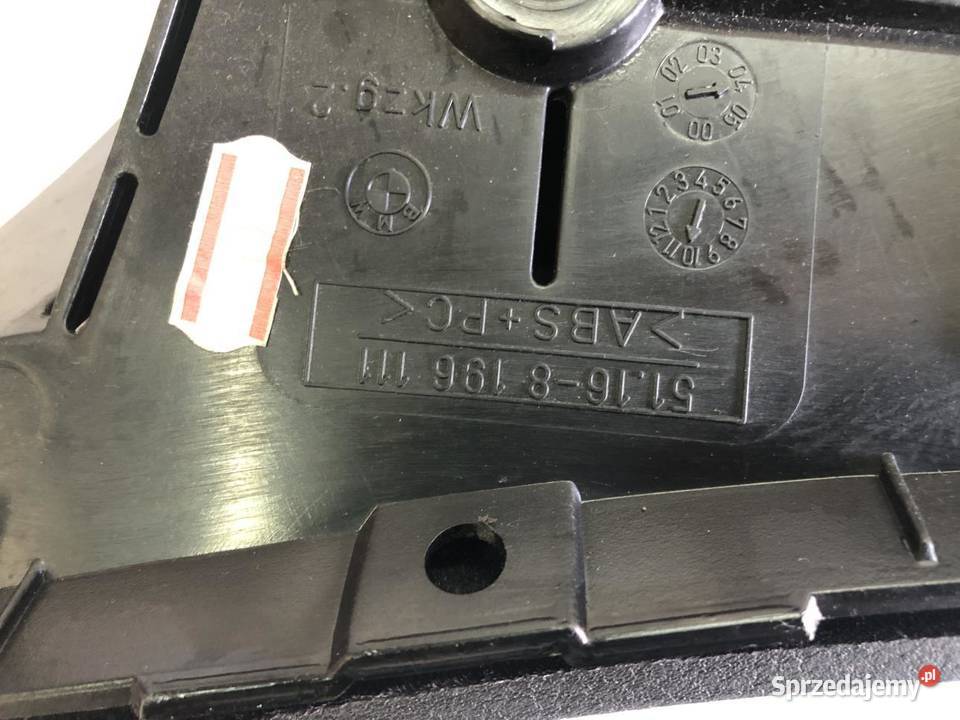 Wkzg.2
00 01 02 03 04 05
BMW
1 2 3 4 5 6 7 8 9 10 11 12
>ABS+PC<
51.16-8 196 111
Sprzedajemy.pl